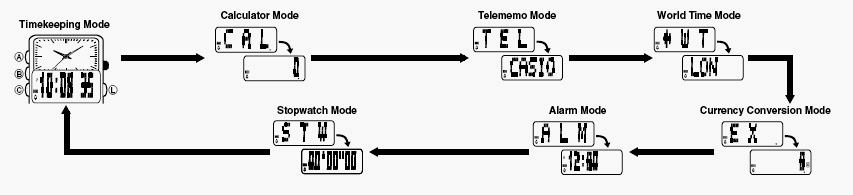 Timekeeping Mode
Calculator Mode
Telememo Mode
World Time Mode
A
B
C
L
10:08 35
CAL
0
TEL
CASIO
WT
LON
Stopwatch Mode
Alarm Mode
Currency Conversion Mode
STW
00'00"00
ALM
12:00
EX
0